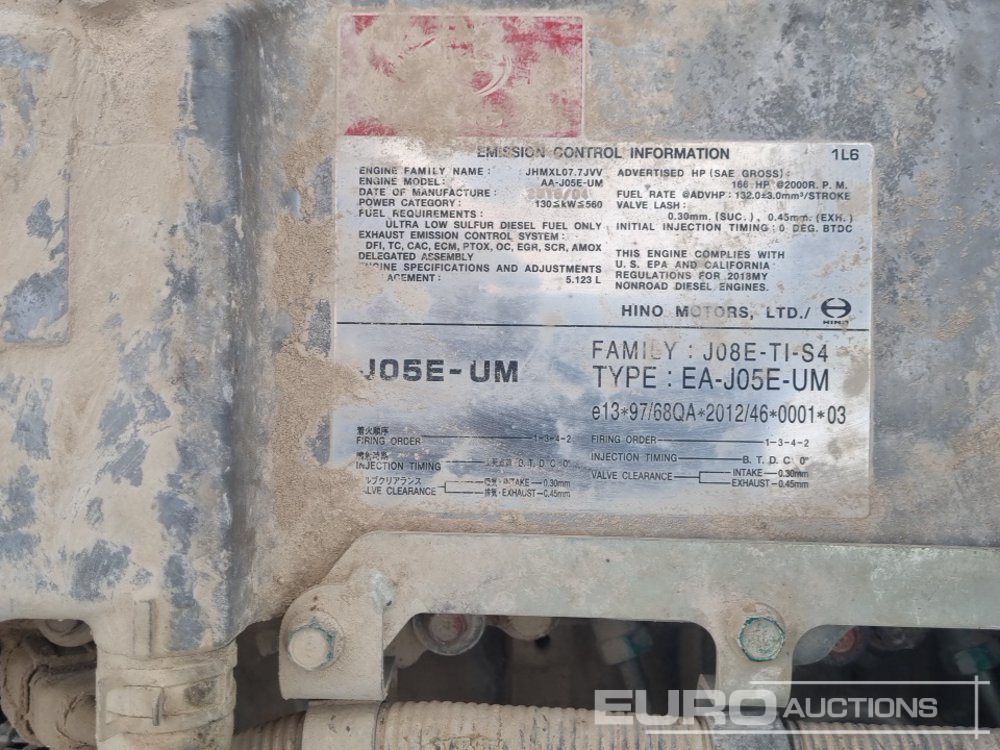 EMISSION CONTROL INFORMATION 1L6
ENGINE FAMILY NAME : JHMXL07.7JVV
ENGINE MODEL : AA-J05E-UM
DATE OF MANUFACTURE :
POWER CATEGORY : 130≤kW≤560
FUEL REQUIREMENTS :
ULTRA LOW SULFUR DIESEL FUEL ONLY
EXHAUST EMISSION CONTROL SYSTEM :
DFI, TC, CAC, ECM, PTOX, OC, EGR, SCR, AMOX
DELEGATED ASSEMBLY
ENGINE SPECIFICATIONS AND ADJUSTMENTS
ACEMENT : 5.123 L
ADVERTISED HP (SAE GROSS) :
166 HP @2000R. P. M.
FUEL RATE @ADVHP : 132.0±3.0mm³/STROKE
VALVE LASH :
0.30mm. (SUC.) , 0.45mm. (EXH.)
INITIAL INJECTION TIMING : 0 DEG. BTDC
THIS ENGINE COMPLIES WITH
U. S. EPA AND CALIFORNIA
REGULATIONS FOR 2018MY
NONROAD DIESEL ENGINES.
HINO MOTORS, LTD./
HINO
J05E-UM
FAMILY : J08E-TI-S4
TYPE : EA-J05E-UM
e13*97/68QA*2012/46*0001*03
着火順序
FIRING ORDER 1-3-4-2
INJECTION TIMING B. T. D. C 0°
ルブクリアランス
VALVE CLEARANCE
吸気・INTAKE 0.30mm
排気・EXHAUST 0.45mm
FIRING ORDER 1-3-4-2
INJECTION TIMING B. T. D. C 0°
VALVE CLEARANCE
INTAKE 0.30mm
EXHAUST 0.45mm
EURO AUCTIONS